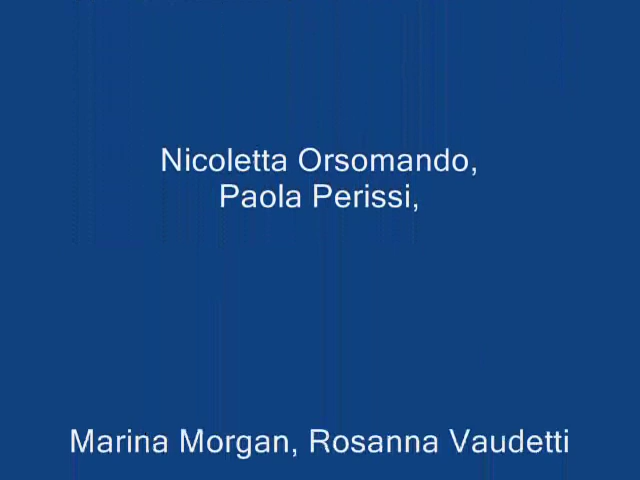 Nicoletta Orsomando,
Paola Perissi,
Marina Morgan, Rosanna Vaudetti